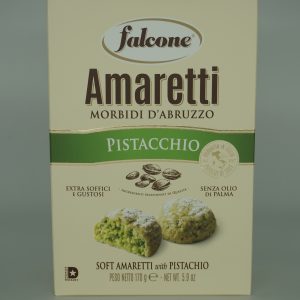 falcone®
Amaretti
MORBIDI D'ABRUZZO
PISTACCHIO
EXTRA SOFFICI
E GUSTOSI
SENZA OLIO
DI PALMA
SOFT AMARETTI with PISTACHIO
PESO NETTO 170 g e - NET WT. 5.9 oz